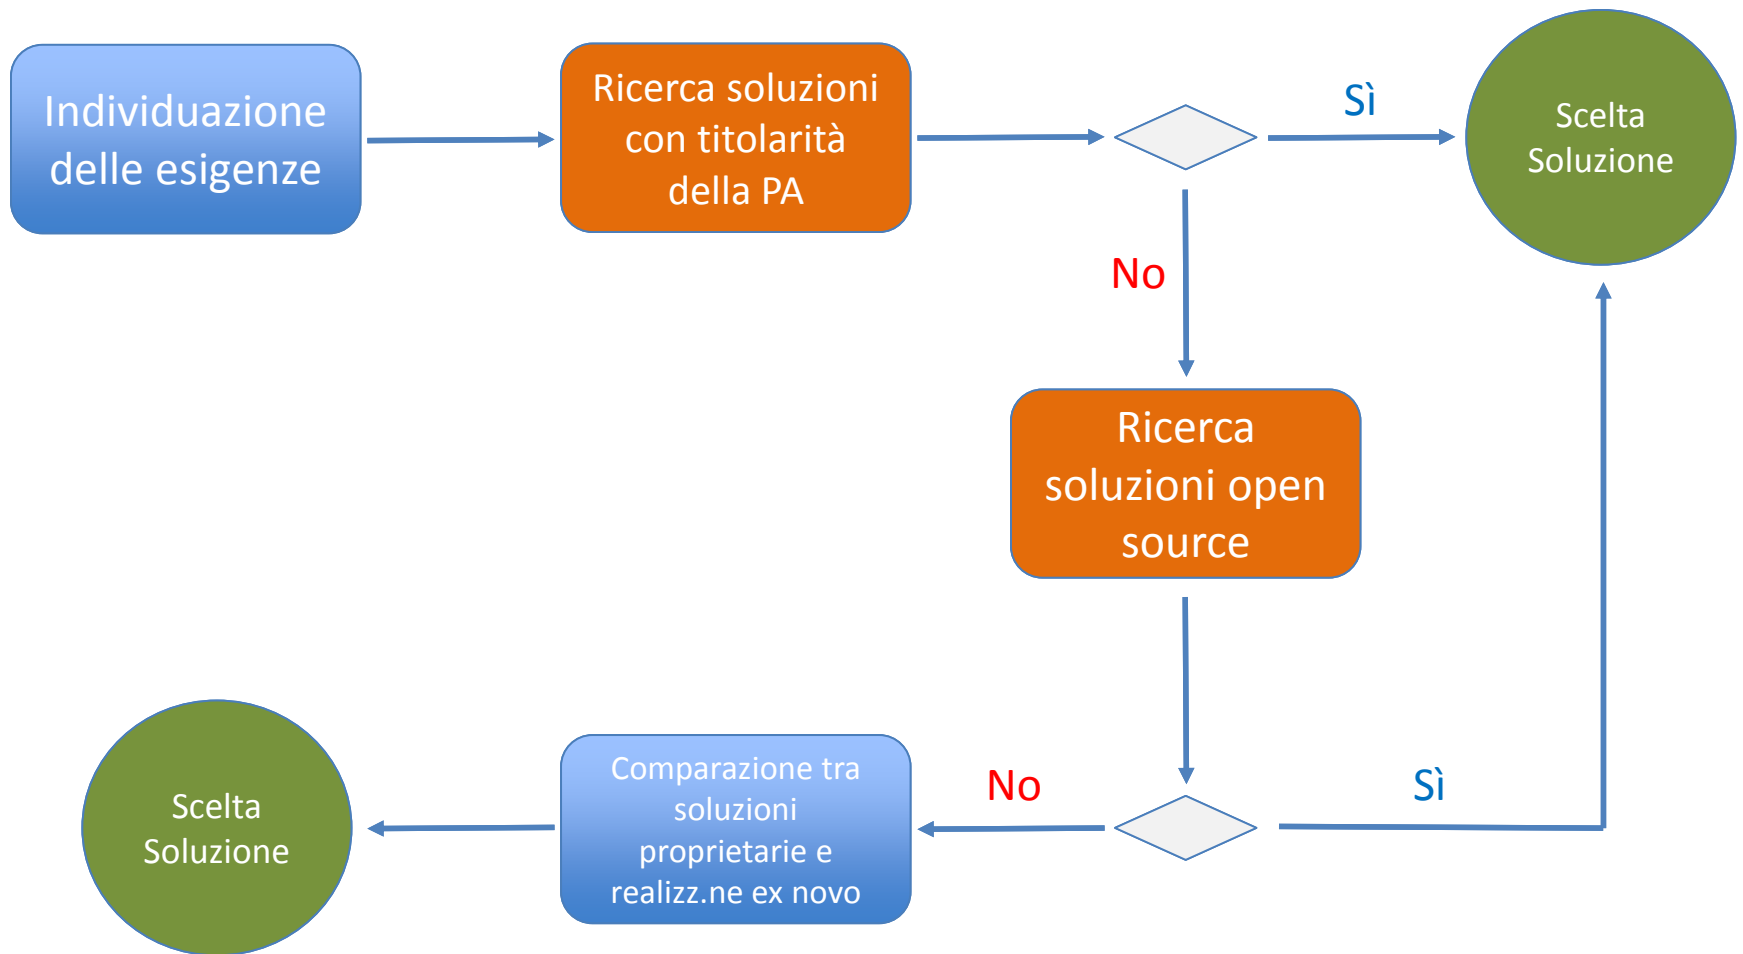 Individuazione
delle esigenze
Ricerca soluzioni
con titolarità
della PA
Sì
Scelta
Soluzione
No
Ricerca
soluzioni open
source
Scelta
Soluzione
Comparazione tra
soluzioni
proprietarie e
realizz.ne ex novo
No
Sì